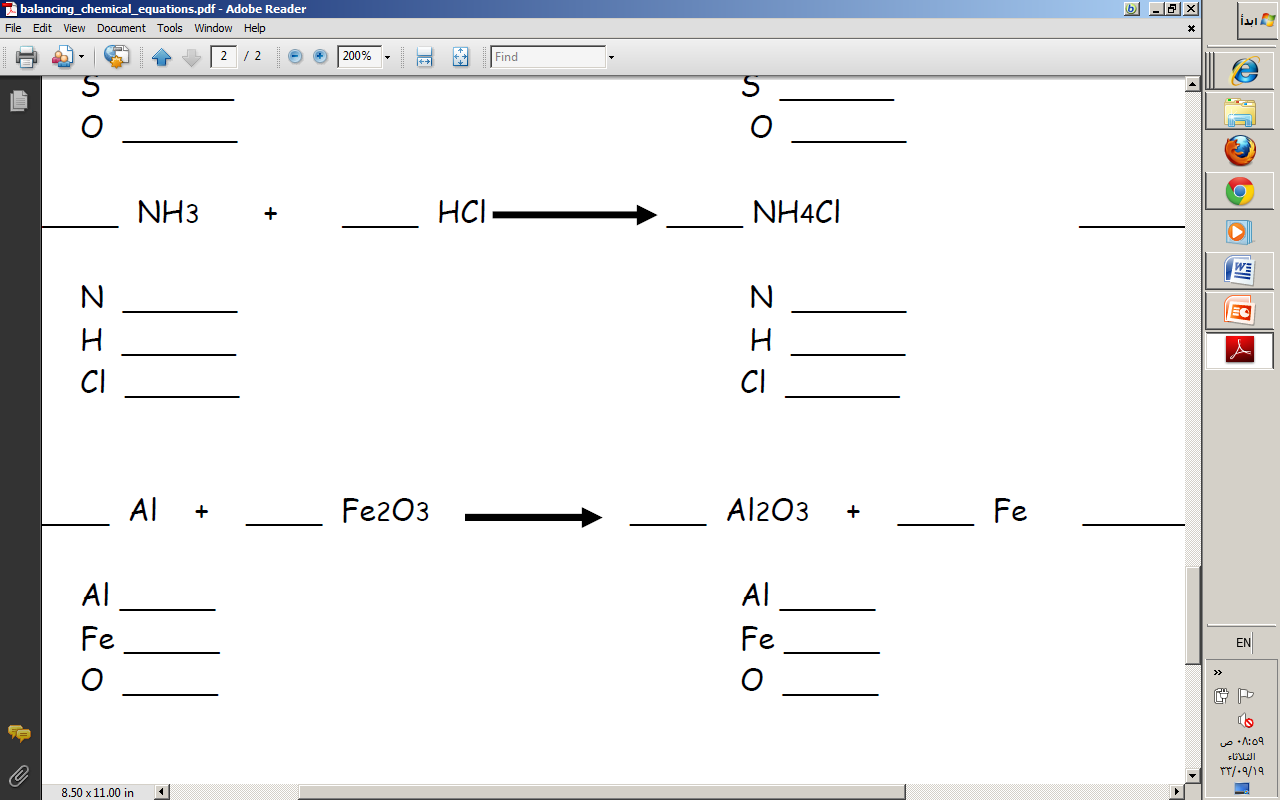 balancing_chemical_equations.pdf - Adobe Reader
File Edit View Document Tools Window Help
2 / 2 200% Find
S ________ S ________
O ________ O ________
_____ NH3 + _____ HCl _____ NH4Cl _______
N ________ N ________
H ________ H ________
Cl ________ Cl ________
_____ Al + _____ Fe2O3 _____ Al2O3 + _____ Fe _______
Al _______ Al _______
Fe _______ Fe _______
O _______ O _______
8.50 x 11.00 in
ابدأ
EN
»
٠٨:٥٩ ص
الثلاثاء
٣٣/٠٩/١٩